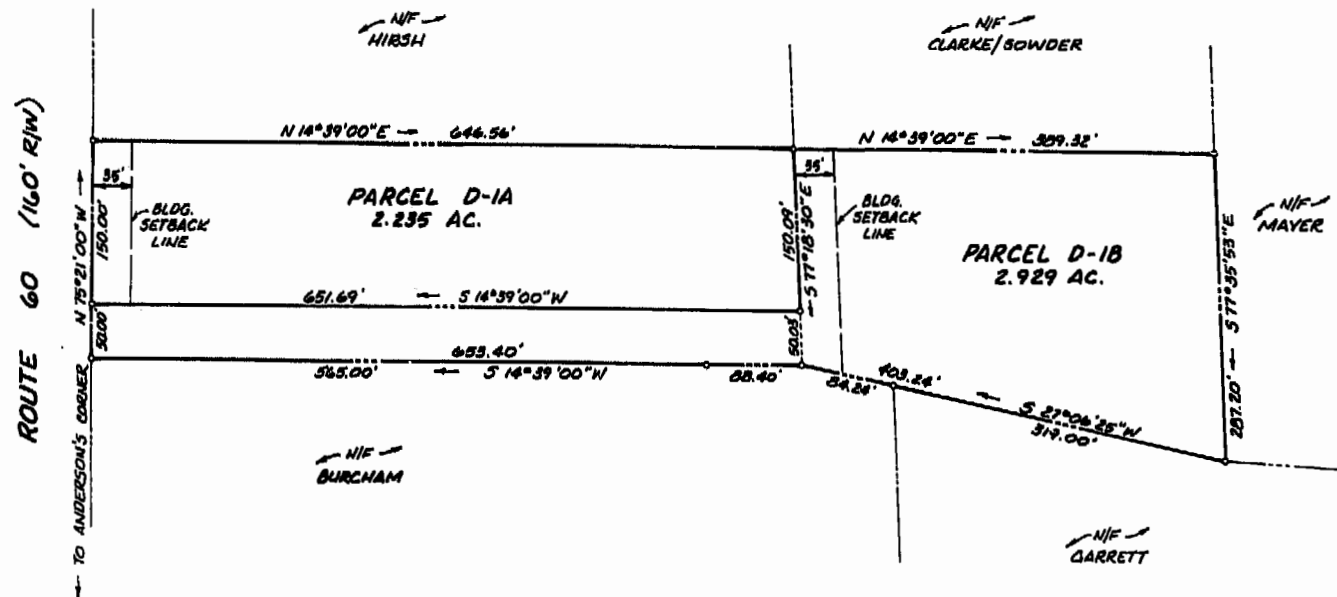 N/F
HIRSH
N/F
CLARKE/SOWDER
N 14°39'00"E 646.56'
N 14°39'00"E 389.32'
ROUTE 60 (160' R/W)
N 75°21'00"W
TO ANDERSON'S CORNER
35'
150.00'
BLDG.
SETBACK
LINE
PARCEL D-1A
2.235 AC.
150.09'
S 77°18'30"E
35'
BLDG.
SETBACK
LINE
PARCEL D-1B
2.929 AC.
S 77°35'53"E
287.20'
N/F
MAYER
651.69' S 14°39'00"W
50.00'
50.03'
653.40'
565.00' S 14°39'00"W 88.40'
403.24'
84.24'
S 27°06'25"W
319.00'
N/F
BURCHAM
N/F
GARRETT